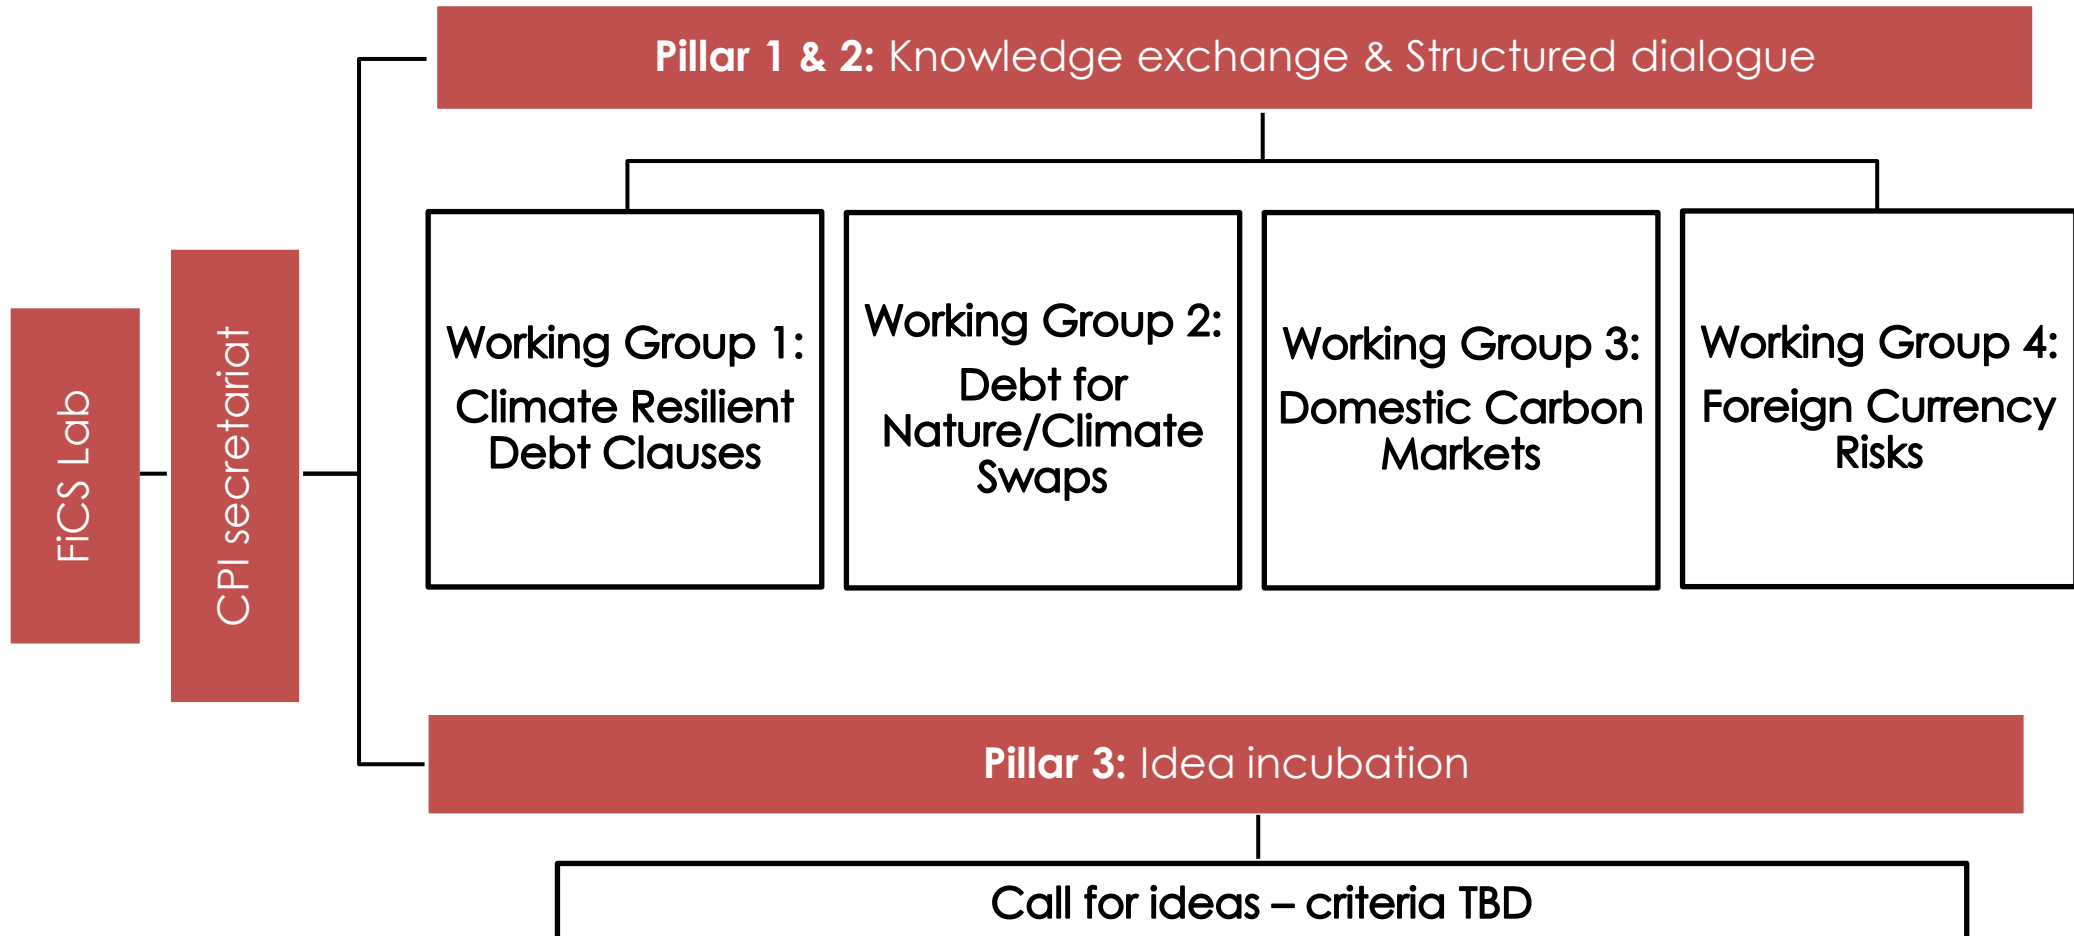 Pillar 1 & 2: Knowledge exchange & Structured dialogue
FiCS Lab
CPI secretariat
Working Group 1:
Climate Resilient
Debt Clauses
Working Group 2:
Debt for
Nature/Climate
Swaps
Working Group 3:
Domestic Carbon
Markets
Working Group 4:
Foreign Currency
Risks
Pillar 3: Idea incubation
Call for ideas – criteria TBD